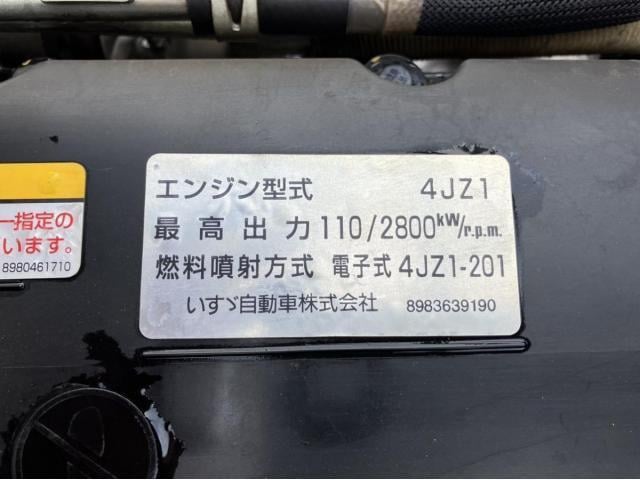 エンジン型式 4JZ1
最高出力 110/2800kW/r.p.m.
燃料噴射方式 電子式 4JZ1-201
いすゞ自動車株式会社 8983639190
一指定の
います。
8980461710